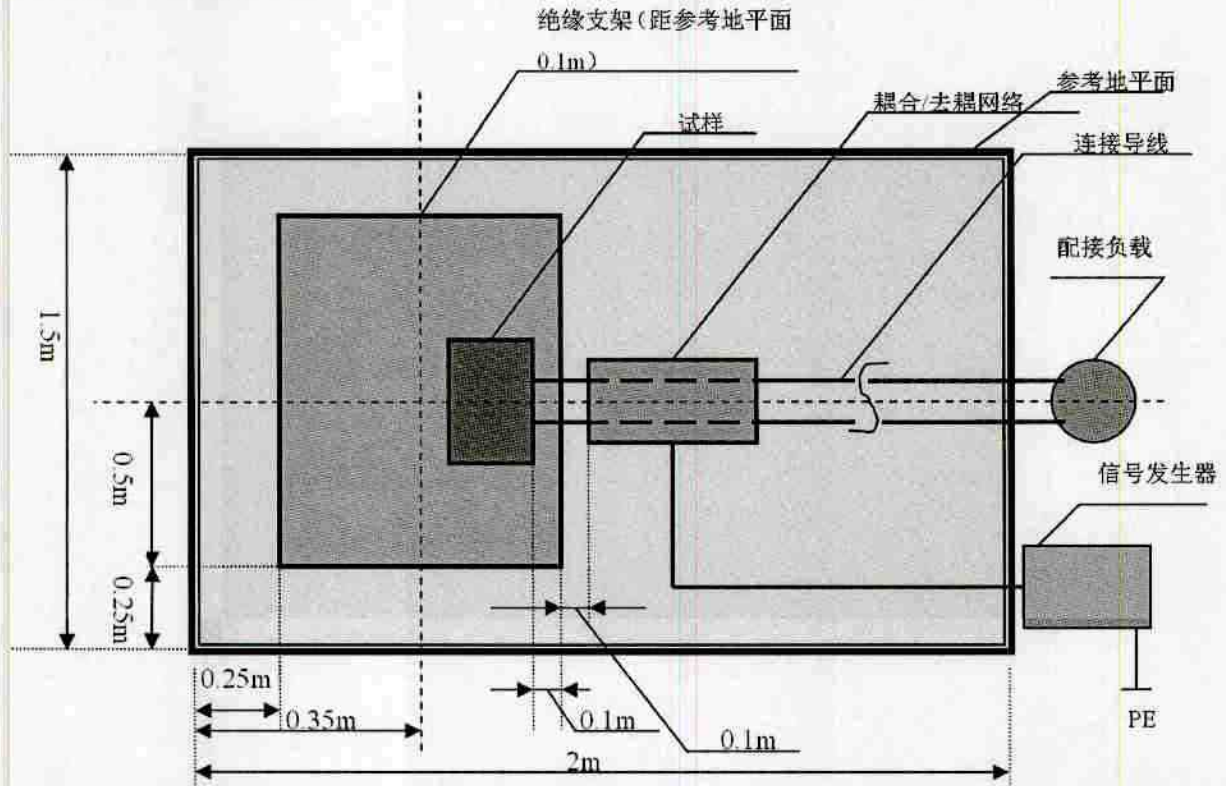 绝缘支架（距参考地平面
0.1m）
参考地平面
耦合/去耦网络
试样
连接导线
配接负载
1.5m
0.5m
信号发生器
0.25m
0.25m
0.35m
0.1m
0.1m
PE
2m